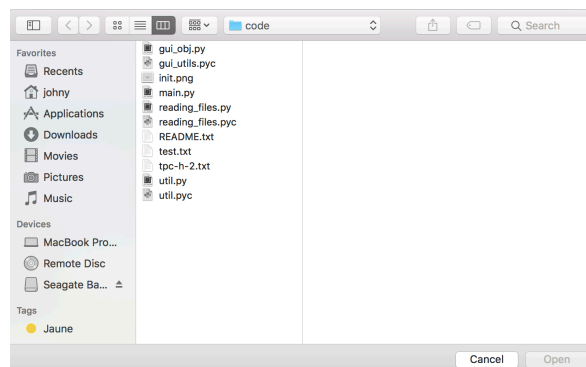 code
Search
Favorites
Recents
johny
Applications
Downloads
Movies
Pictures
Music
Devices
MacBook Pro...
Remote Disc
Seagate Ba...
Tags
Jaune
gui_obj.py
gui_utils.pyc
init.png
main.py
reading_files.py
reading_files.pyc
README.txt
test.txt
tpc-h-2.txt
util.py
util.pyc
Cancel
Open